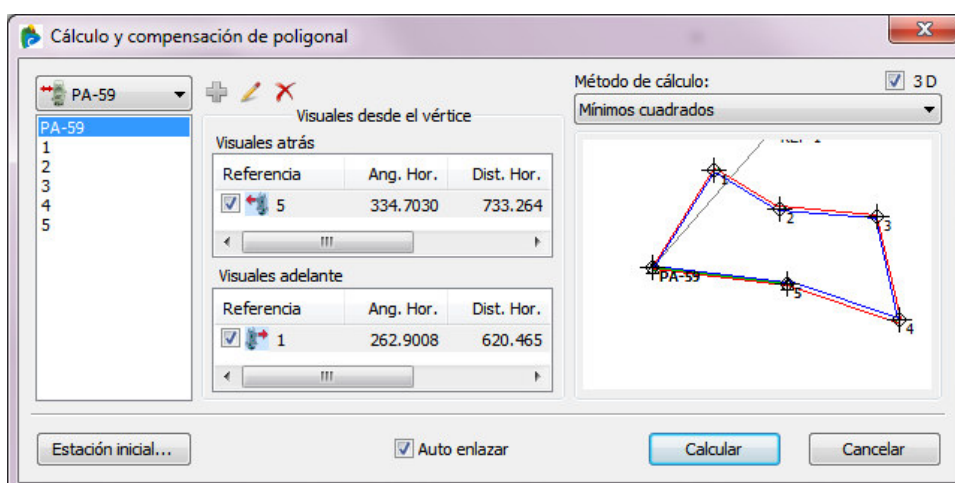 Cálculo y compensación de poligonal
PA-59
PA-59
1
2
3
4
5
Visuales desde el vértice
Visuales atrás
Referencia Ang. Hor. Dist. Hor.
5 334.7030 733.264
Visuales adelante
Referencia Ang. Hor. Dist. Hor.
1 262.9008 620.465
Método de cálculo:
3D
Mínimos cuadrados
1
2
3
PA-59
5
4
Estación inicial...
Auto enlazar
Calcular
Cancelar